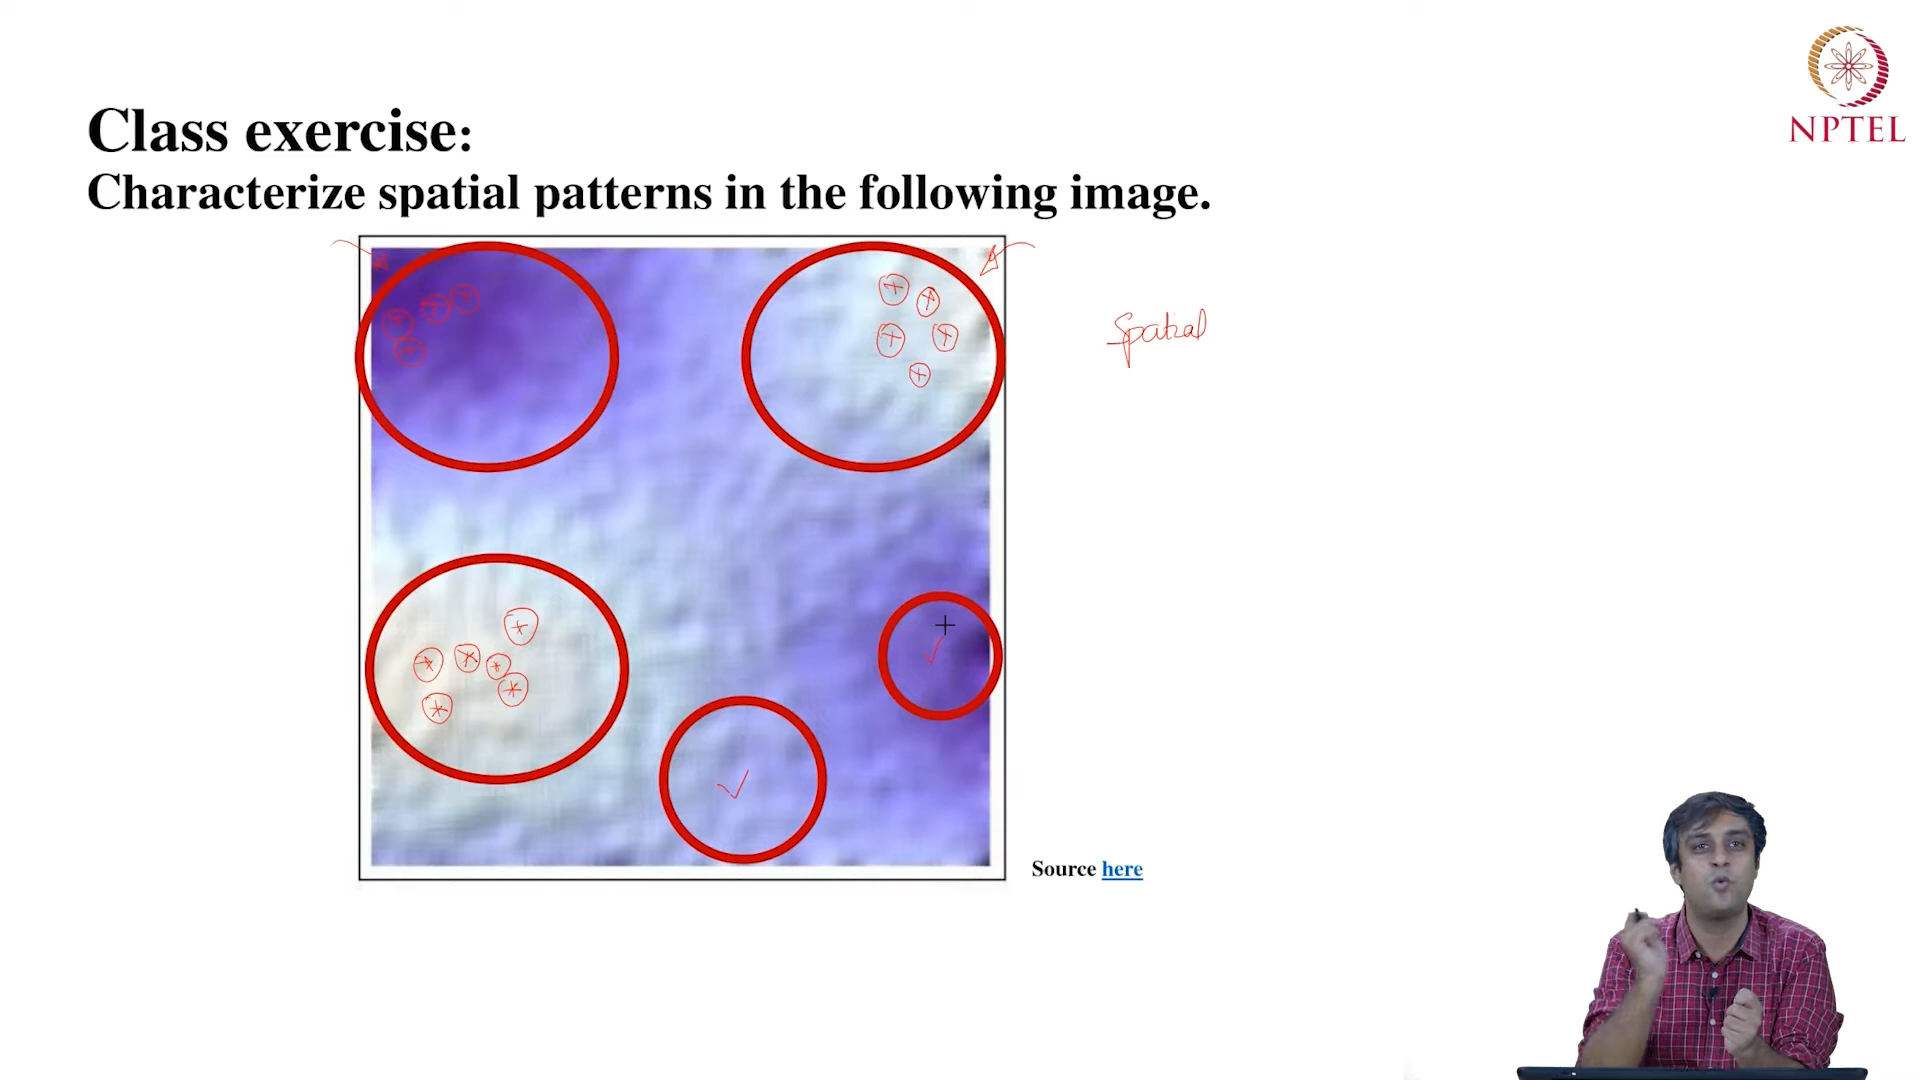 NPTEL
Class exercise:
Characterize spatial patterns in the following image.
Spatial
Source here